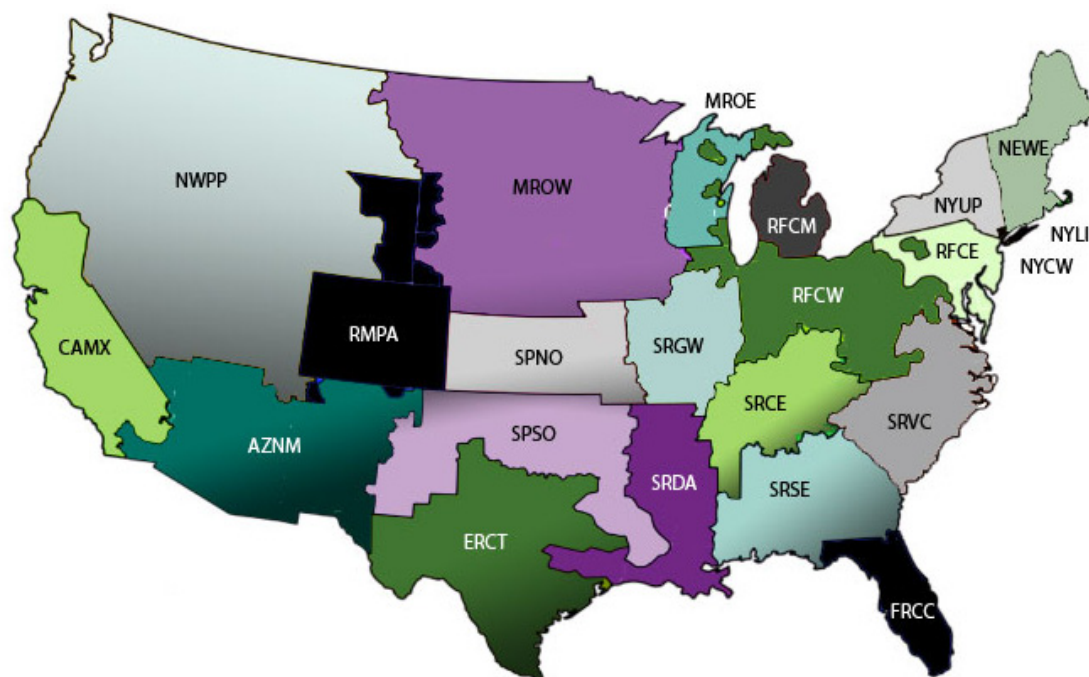 MROE
NEWE
NWPP
MROW
NYUP
RFCM
NYLI
RFCE
NYCW
RFCW
RMPA
CAMX
SPNO
SRGW
SRCE
SRVC
SPSO
AZNM
SRDA
SRSE
ERCT
FRCC